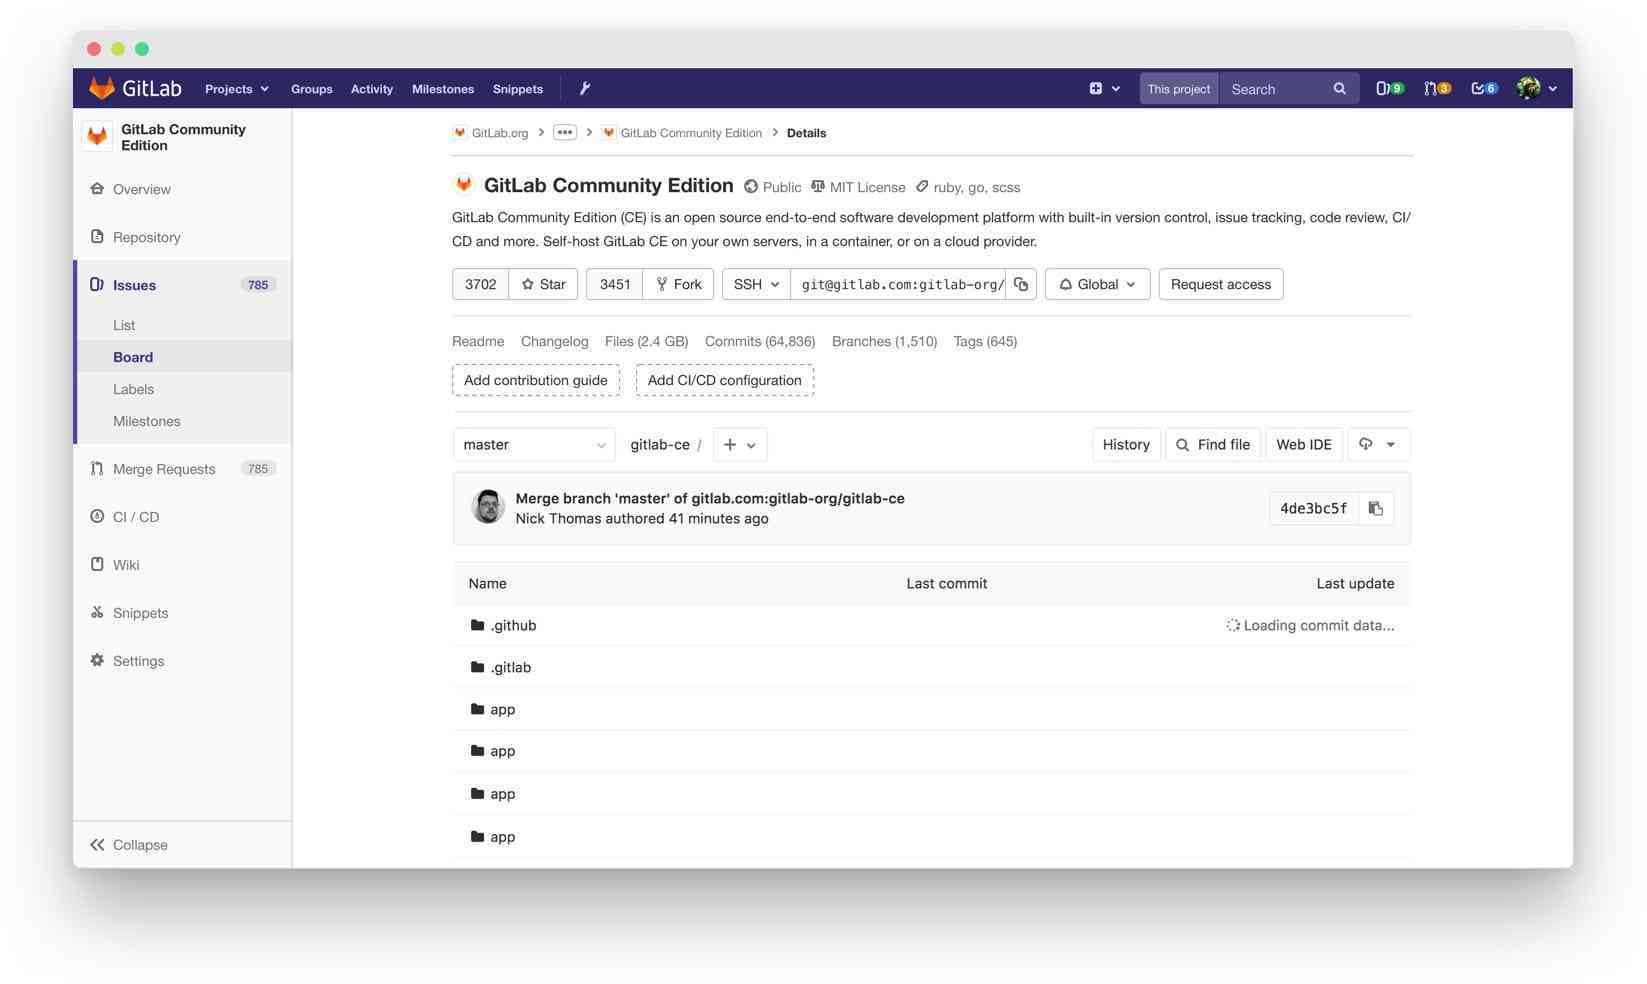 GitLab Projects Groups Activity Milestones Snippets This project Search 9 3 6
GitLab Community
Edition
Overview
Repository
Issues 785
List
Board
Labels
Milestones
Merge Requests 785
CI / CD
Wiki
Snippets
Settings
Collapse
GitLab.org > ••• > GitLab Community Edition > Details
GitLab Community Edition Public MIT License ruby, go, scss
GitLab Community Edition (CE) is an open source end-to-end software development platform with built-in version control, issue tracking, code review, CI/
CD and more. Self-host GitLab CE on your own servers, in a container, or on a cloud provider.
3702 Star 3451 Fork SSH git@gitlab.com:gitlab-org/ Global Request access
Readme Changelog Files (2.4 GB) Commits (64,836) Branches (1,510) Tags (645)
Add contribution guide Add CI/CD configuration
master gitlab-ce / + History Find file Web IDE
Merge branch 'master' of gitlab.com:gitlab-org/gitlab-ce
Nick Thomas authored 41 minutes ago
4de3bc5f
Name Last commit Last update
.github Loading commit data...
.gitlab
app
app
app
app